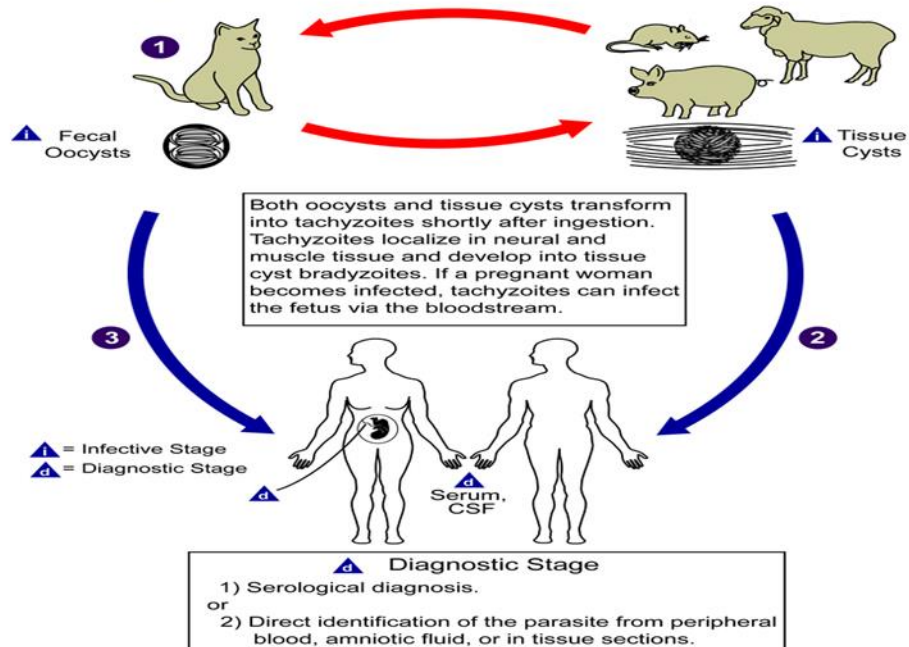 1
i Fecal
Oocysts
i Tissue
Cysts
Both oocysts and tissue cysts transform
into tachyzoites shortly after ingestion.
Tachyzoites localize in neural and
muscle tissue and develop into tissue
cyst bradyzoites. If a pregnant woman
becomes infected, tachyzoites can infect
the fetus via the bloodstream.
3
2
i = Infective Stage
d = Diagnostic Stage
d
d
Serum,
CSF
d Diagnostic Stage
1) Serological diagnosis.
or
2) Direct identification of the parasite from peripheral
blood, amniotic fluid, or in tissue sections.